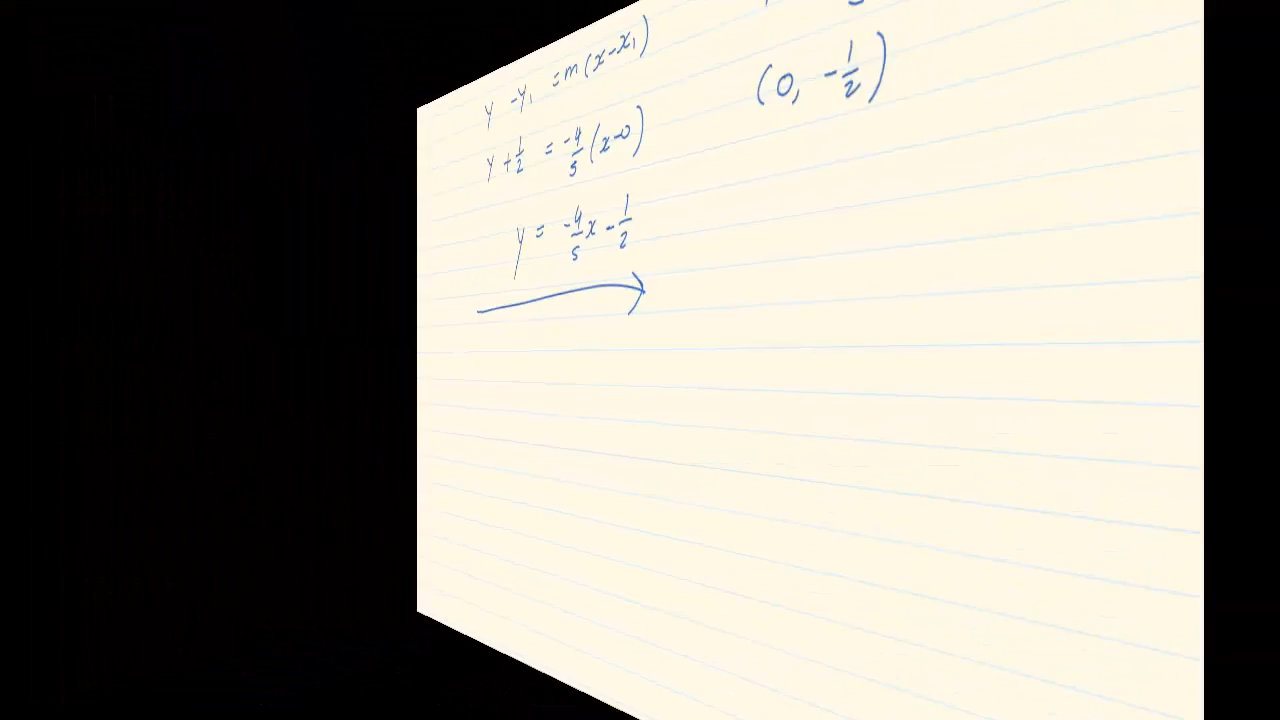 y - y₁ = m(x - x₁)
y + 1/2 = -4/5 (x - 0)
y = -4/5 x - 1/2
(0, -1/2)